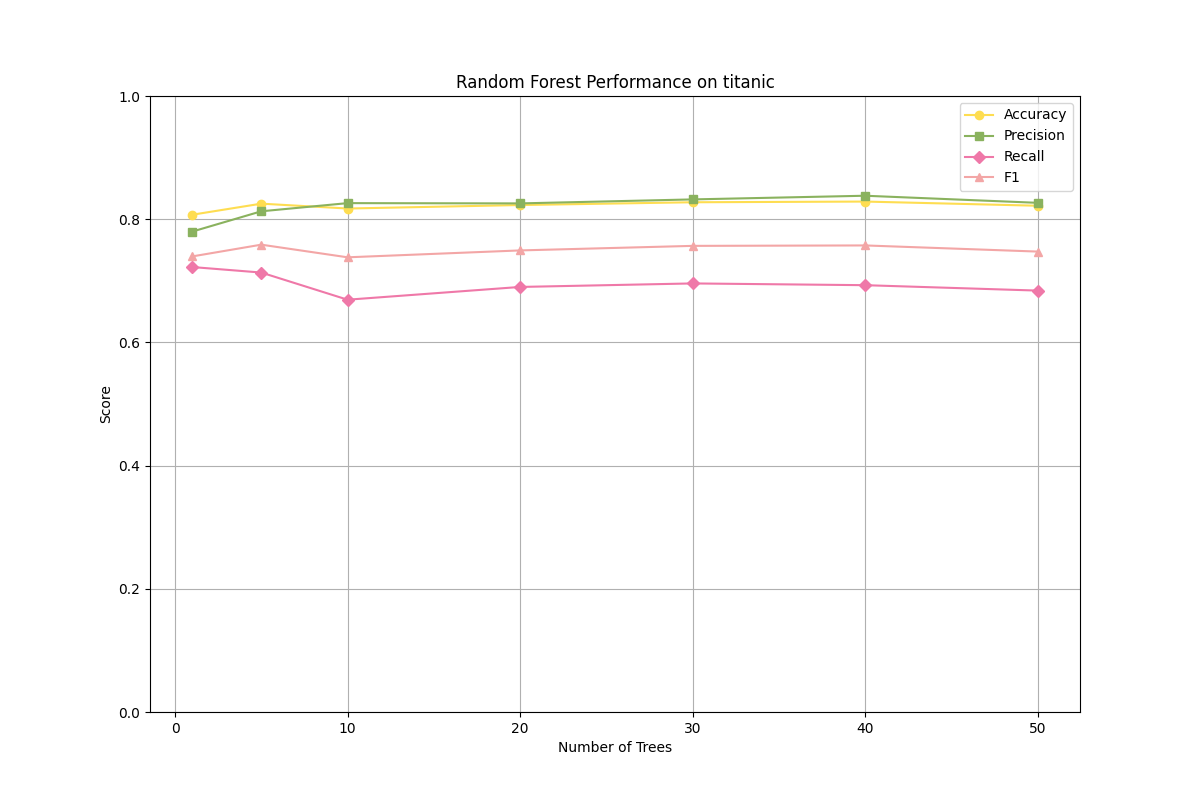 Random Forest Performance on titanic
1.0
0.8
0.6
0.4
0.2
0.0
Score
0 10 20 30 40 50
Number of Trees
Accuracy
Precision
Recall
F1